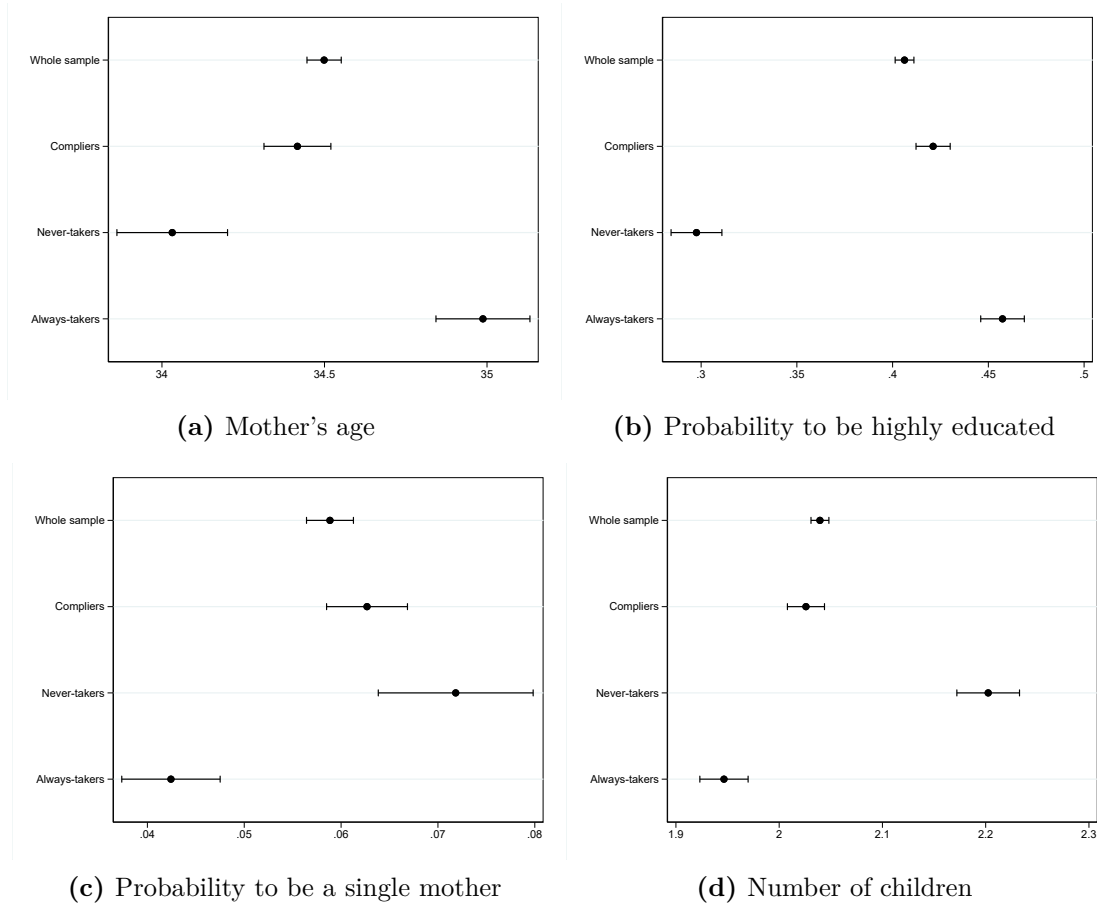 Whole sample
Compliers
Never-takers
Always-takers
34 34.5 35
(a) Mother's age
Whole sample
Compliers
Never-takers
Always-takers
.3 .35 .4 .45 .5
(b) Probability to be highly educated
Whole sample
Compliers
Never-takers
Always-takers
.04 .05 .06 .07 .08
(c) Probability to be a single mother
Whole sample
Compliers
Never-takers
Always-takers
1.9 2 2.1 2.2 2.3
(d) Number of children